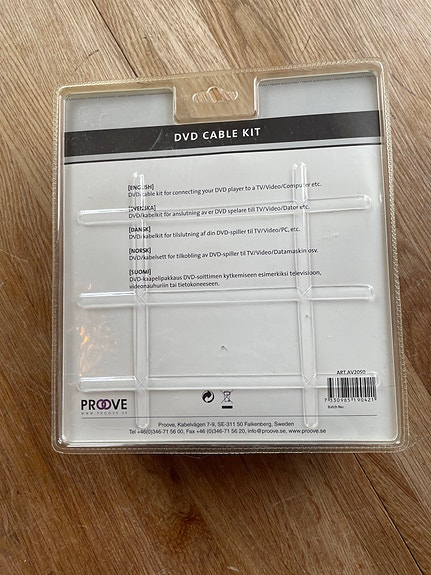 DVD CABLE KIT
[ENGLISH]
DVD/cable kit for connecting your DVD player to a TV/Video/Computer etc.
[SVENSKA]
DVD/kabelkit for anslutning av er DVD spelare till TV/Video/Dator etc.
[DANSK]
DVD/kabelkit for tilslutning af din DVD-spiller til TV/Video/PC, etc.
[NORSK]
DVD/kabelsett for tilkobling av DVD-spiller til TV/Video/Datamaskin osv.
[SUOMI]
DVD-kaapelipakkaus DVD-soittimen kytkemiseen esimerkiksi televisioon,
videonauhuriin tai tietokoneeseen.
ART.AV2050
7 330985 190421
Batch No:
PROOVE
WWW.PROOVE.SE
Proove, Kabelvägen 7-9, SE-311 50 Falkenberg, Sweden
Tel +46(0)346-71 56 00, Fax +46 (0)346-71 56 20, info@proove.se, www.proove.se